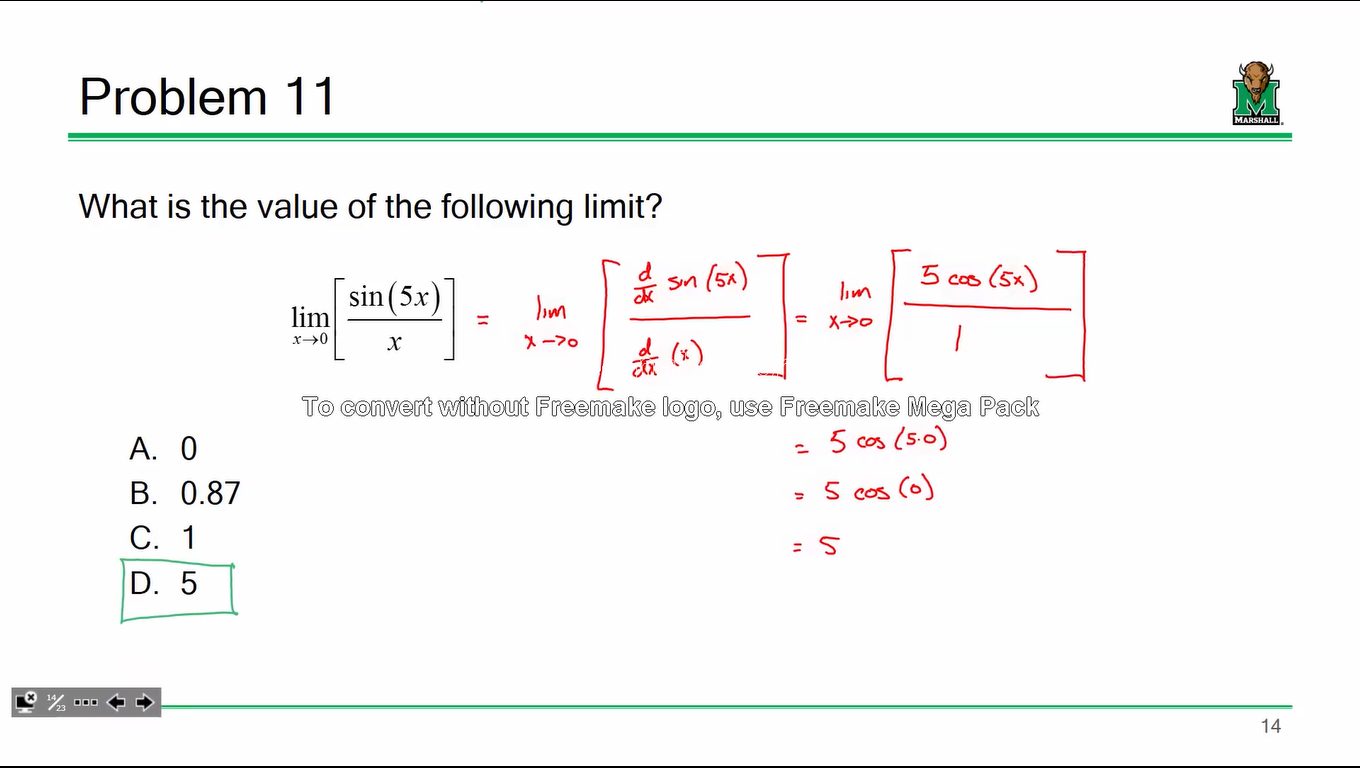 Problem 11
MARSHALL
What is the value of the following limit?
lim x→0 [sin(5x)/x] = lim x→0 [d/dx sin(5x) / d/dx (x)] = lim x→0 [5 cos(5x) / 1]
To convert without Freemake logo, use Freemake Mega Pack
= 5 cos(5·0)
A. 0
= 5 cos(0)
B. 0.87
C. 1
= 5
D. 5
14/23
14